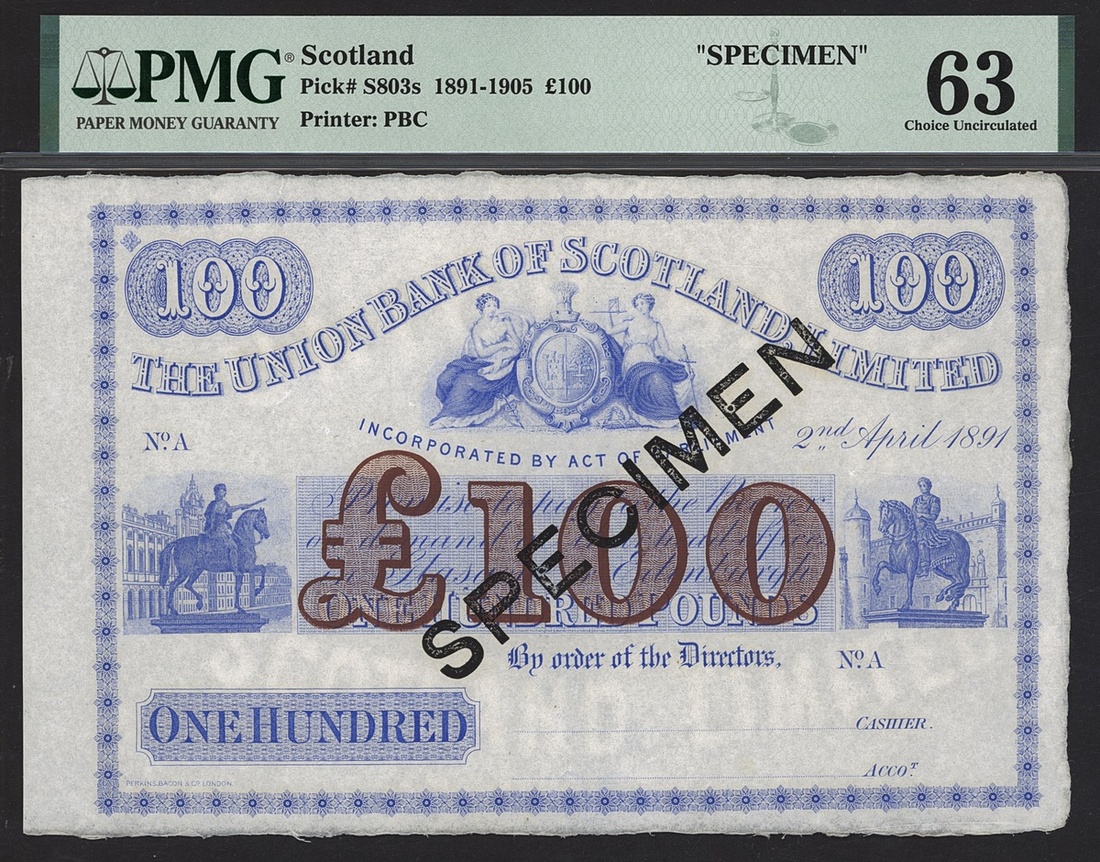 PMG®
PAPER MONEY GUARANTY
Scotland
Pick# S803s 1891-1905 £100
Printer: PBC
"SPECIMEN"
63
Choice Uncirculated
100
100
THE UNION BANK OF SCOTLAND, LIMITED
INCORPORATED BY ACT OF
No. A
2nd April 1891
£100
ONE HUNDRED POUNDS
SPECIMEN
By order of the Directors,
No. A
ONE HUNDRED
CASHIER.
ACCOT.
PERKINS, BACON & CO. LONDON.